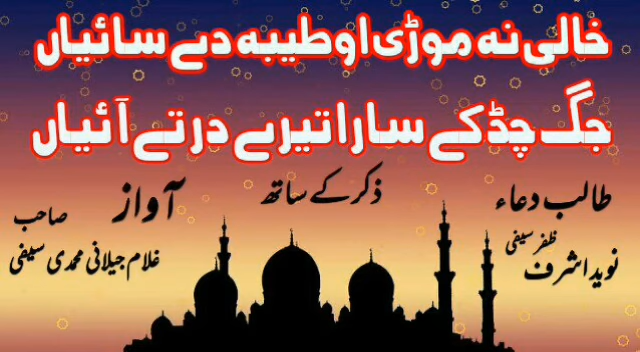 خالی نہ موڑی او طیبہ دے سائیاں
جگ چڈ کے سارا تیرے در تے آئیاں
طالب دعاء
ظفر سیفی
نوید اشرف
ذکر کے ساتھ
آواز
صاحب
غلام جیلانی محمدی سیفی